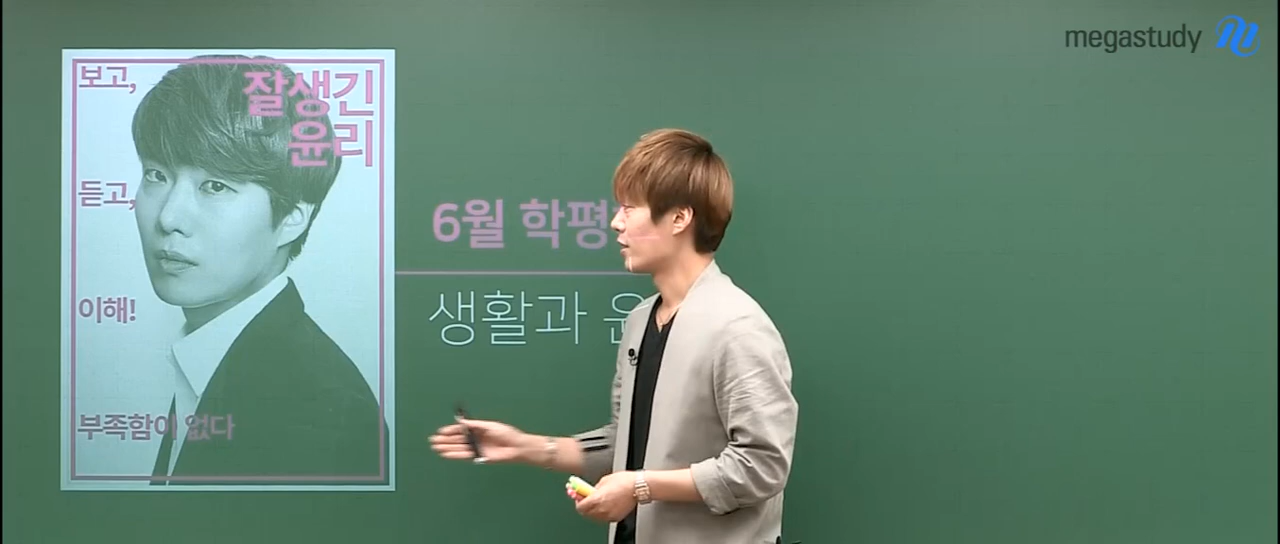 megastudy
보고,
잘생긴
윤리
듣고,
이해!
부족함이 없다
6월 학평
생활과